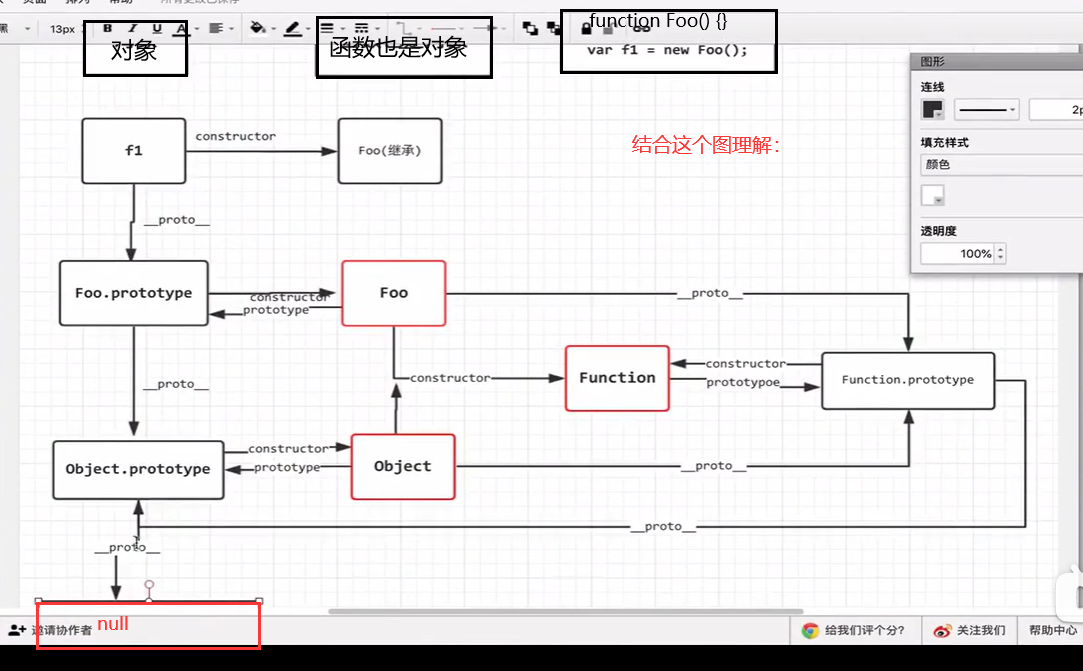 13px
B I U A
对象
函数也是对象
function Foo() {}
var f1 = new Foo();
图形
连线
2p
填充样式
颜色
透明度
100%
结合这个图理解：
f1
constructor
Foo(继承)
__proto__
Foo.prototype
constructor
prototype
Foo
__proto__
__proto__
constructor
Function
constructor
prototypoe
Function.prototype
Object.prototype
constructor
prototype
Object
__proto__
__proto__
__proto__
邀请协作者
null
给我们评个分?
关注我们
帮助中心